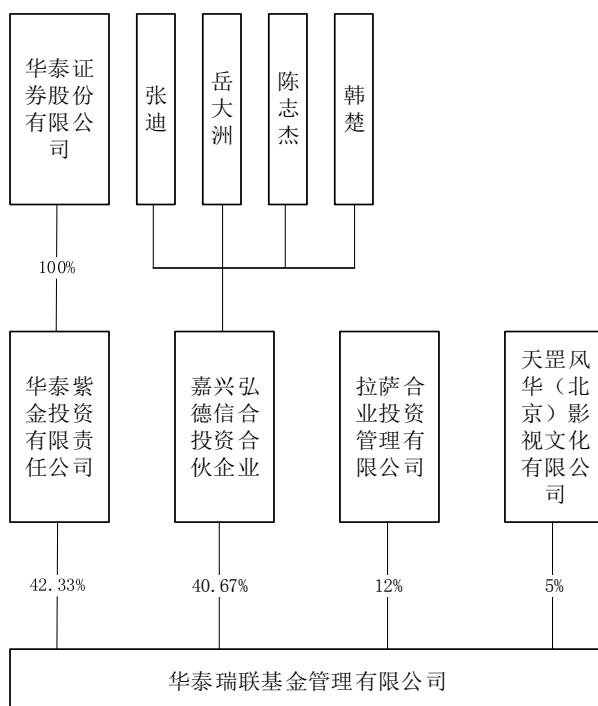 华泰证
券股份
有限公
司
张
迪
岳
大
洲
陈
志
杰
韩
楚
100%
华泰紫
金投资
有限责
任公司
嘉兴弘
德信合
投资合
伙企业
拉萨合
业投资
管理有
限公司
天罡风
华（北
京）影
视文化
有限公
司
42.33%
40.67%
12%
5%
华泰瑞联基金管理有限公司